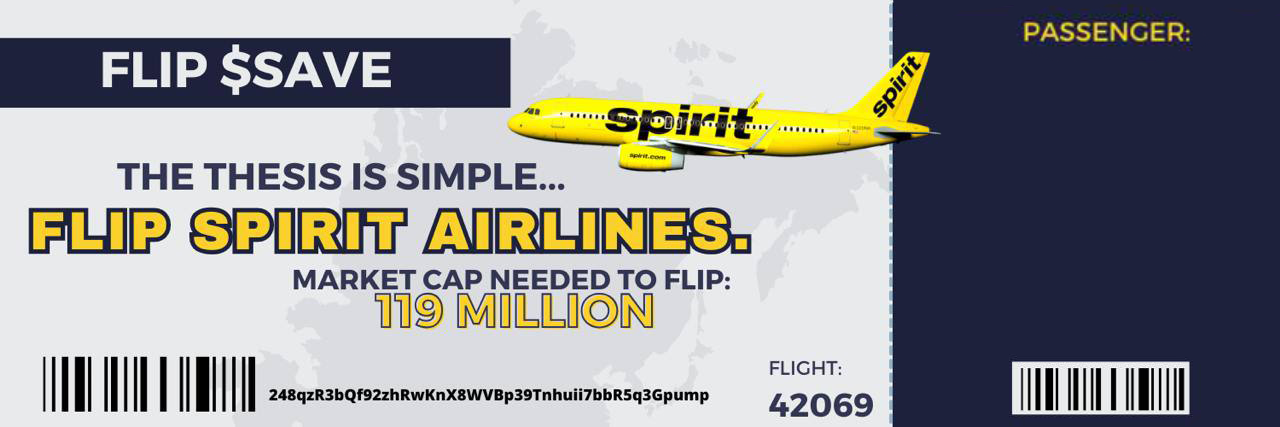 FLIP $SAVE
PASSENGER:
spirit
spirit
spirit.com
THE THESIS IS SIMPLE...
FLIP SPIRIT AIRLINES.
MARKET CAP NEEDED TO FLIP:
119 MILLION
248qzR3bQf92zhRwKnX8WVBp39Tnhuii7bbR5q3Gpump
FLIGHT:
42069